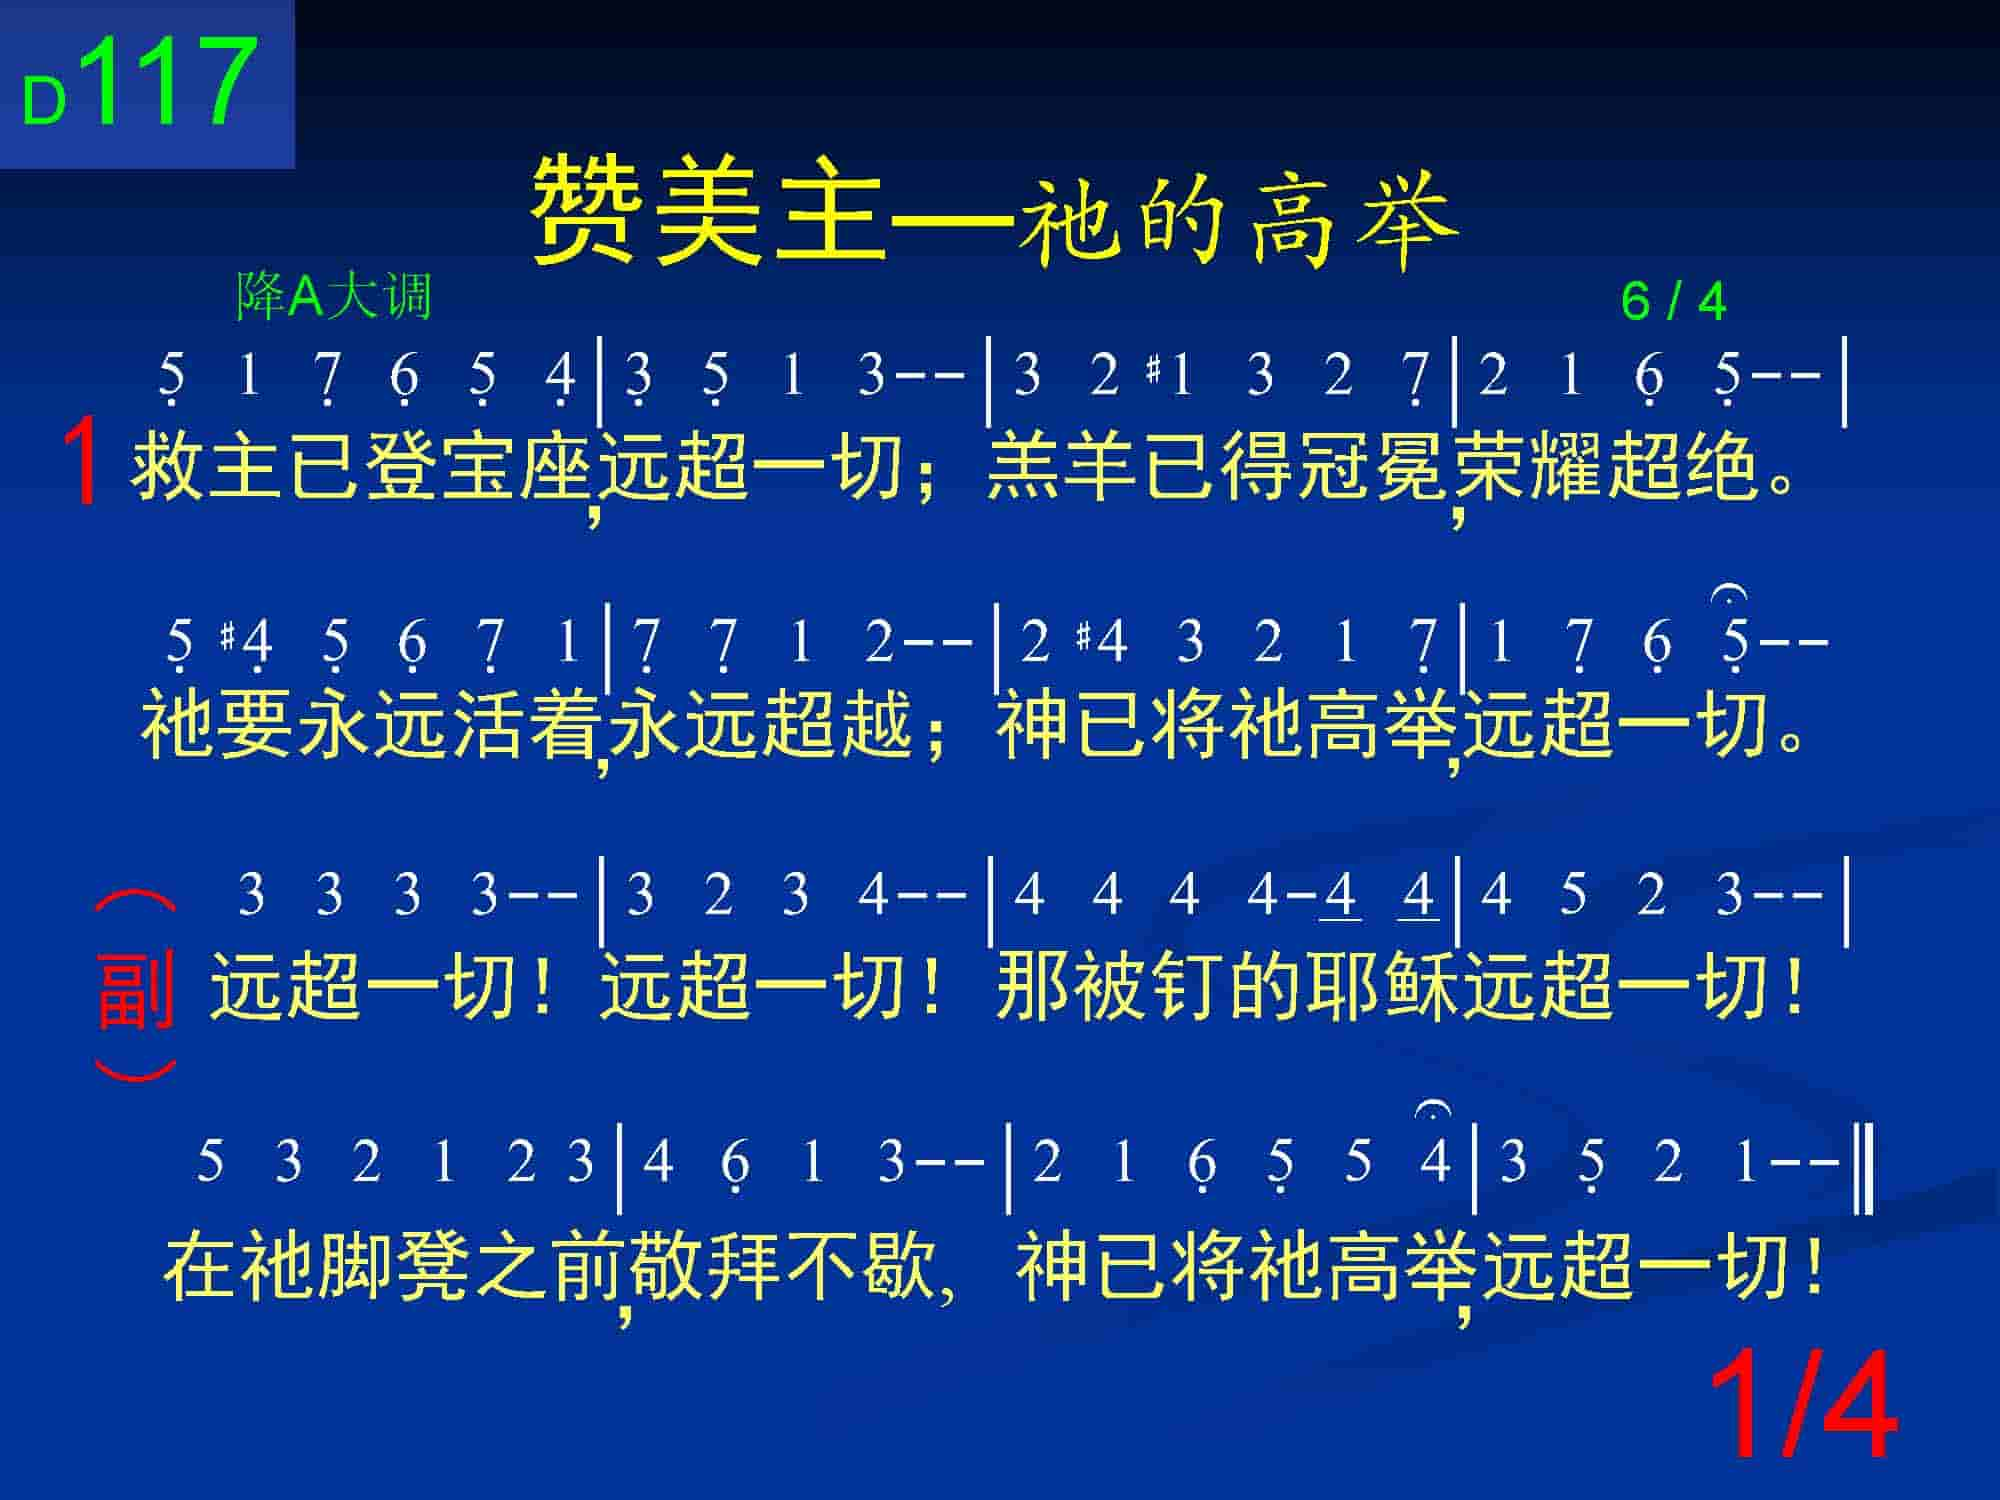 D117
赞美主—祂的高举
降A大调 6 / 4
5̣ 1 7̣ 6̣ 5̣ 4̣ | 3̣ 5̣ 1 3-- | 3 2 #1 3 2 7̣ | 2 1 6̣ 5̣-- |
1 救主已登宝座,远超一切；羔羊已得冠冕,荣耀超绝。
5̣ #4̣ 5̣ 6̣ 7̣ 1 | 7̣ 7̣ 1 2-- | 2 #4 3 2 1 7̣ | 1 7̣ 6̣ 5̣--
祂要永远活着,永远超越；神已将祂高举,远超一切。
3 3 3 3-- | 3 2 3 4-- | 4 4 4 4-4 4 | 4 5 2 3-- |
（副） 远超一切！远超一切！那被钉的耶稣远超一切！
5 3 2 1 2 3 | 4 6̣ 1 3-- | 2 1 6̣ 5̣ 5 4 | 3 5̣ 2 1-- ‖
在祂脚凳之前,敬拜不歇, 神已将祂高举,远超一切！
1/4